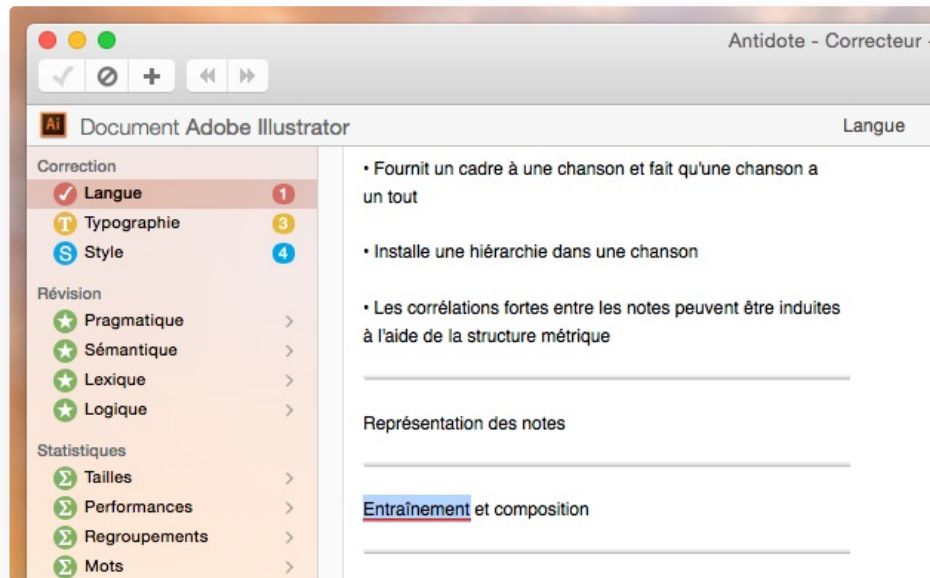 Antidote - Correcteur -
Ai Document Adobe Illustrator
Langue
Correction
Langue 1
T Typographie 3
S Style 4
Révision
Pragmatique
Sémantique
Lexique
Logique
Statistiques
Σ Tailles
Σ Performances
Σ Regroupements
Σ Mots
• Fournit un cadre à une chanson et fait qu'une chanson a
un tout
• Installe une hiérarchie dans une chanson
• Les corrélations fortes entre les notes peuvent être induites
à l'aide de la structure métrique
Représentation des notes
Entraînement et composition